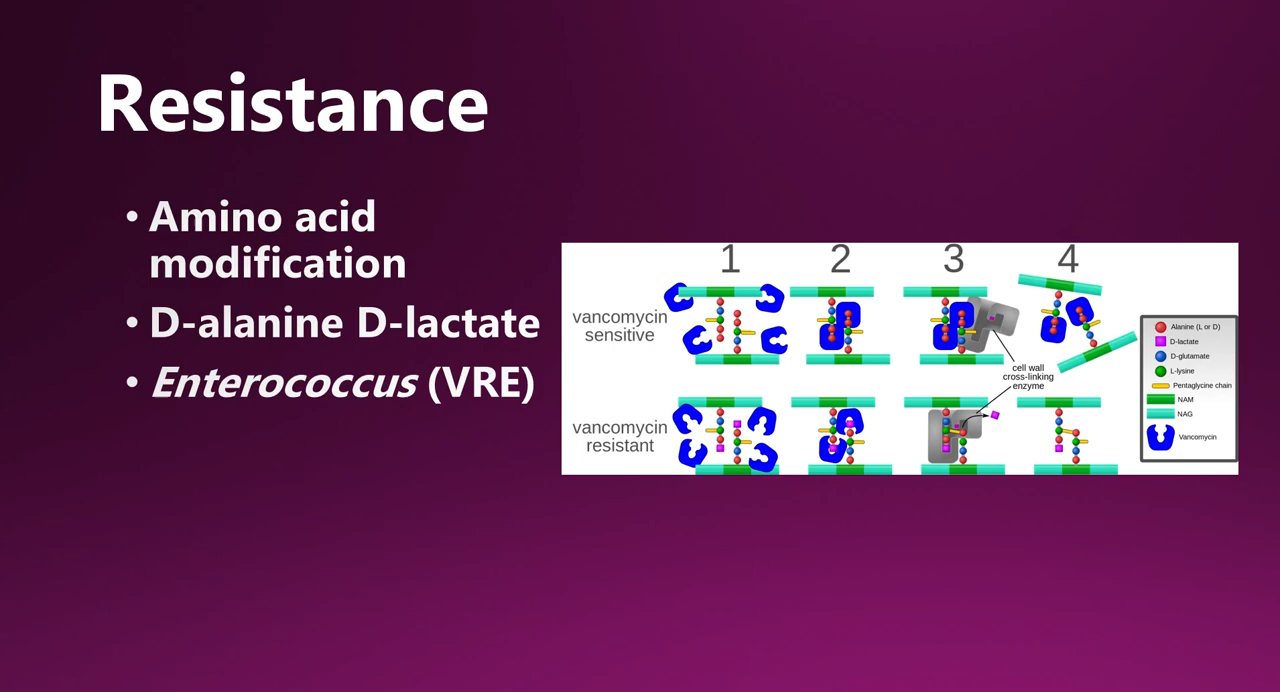 Resistance
• Amino acid
modification
• D-alanine D-lactate
• Enterococcus (VRE)
1 2 3 4
vancomycin
sensitive
cell wall
cross-linking
enzyme
vancomycin
resistant
Alanine (L or D)
D-lactate
D-glutamate
L-lysine
Pentaglycine chain
NAM
NAG
Vancomycin